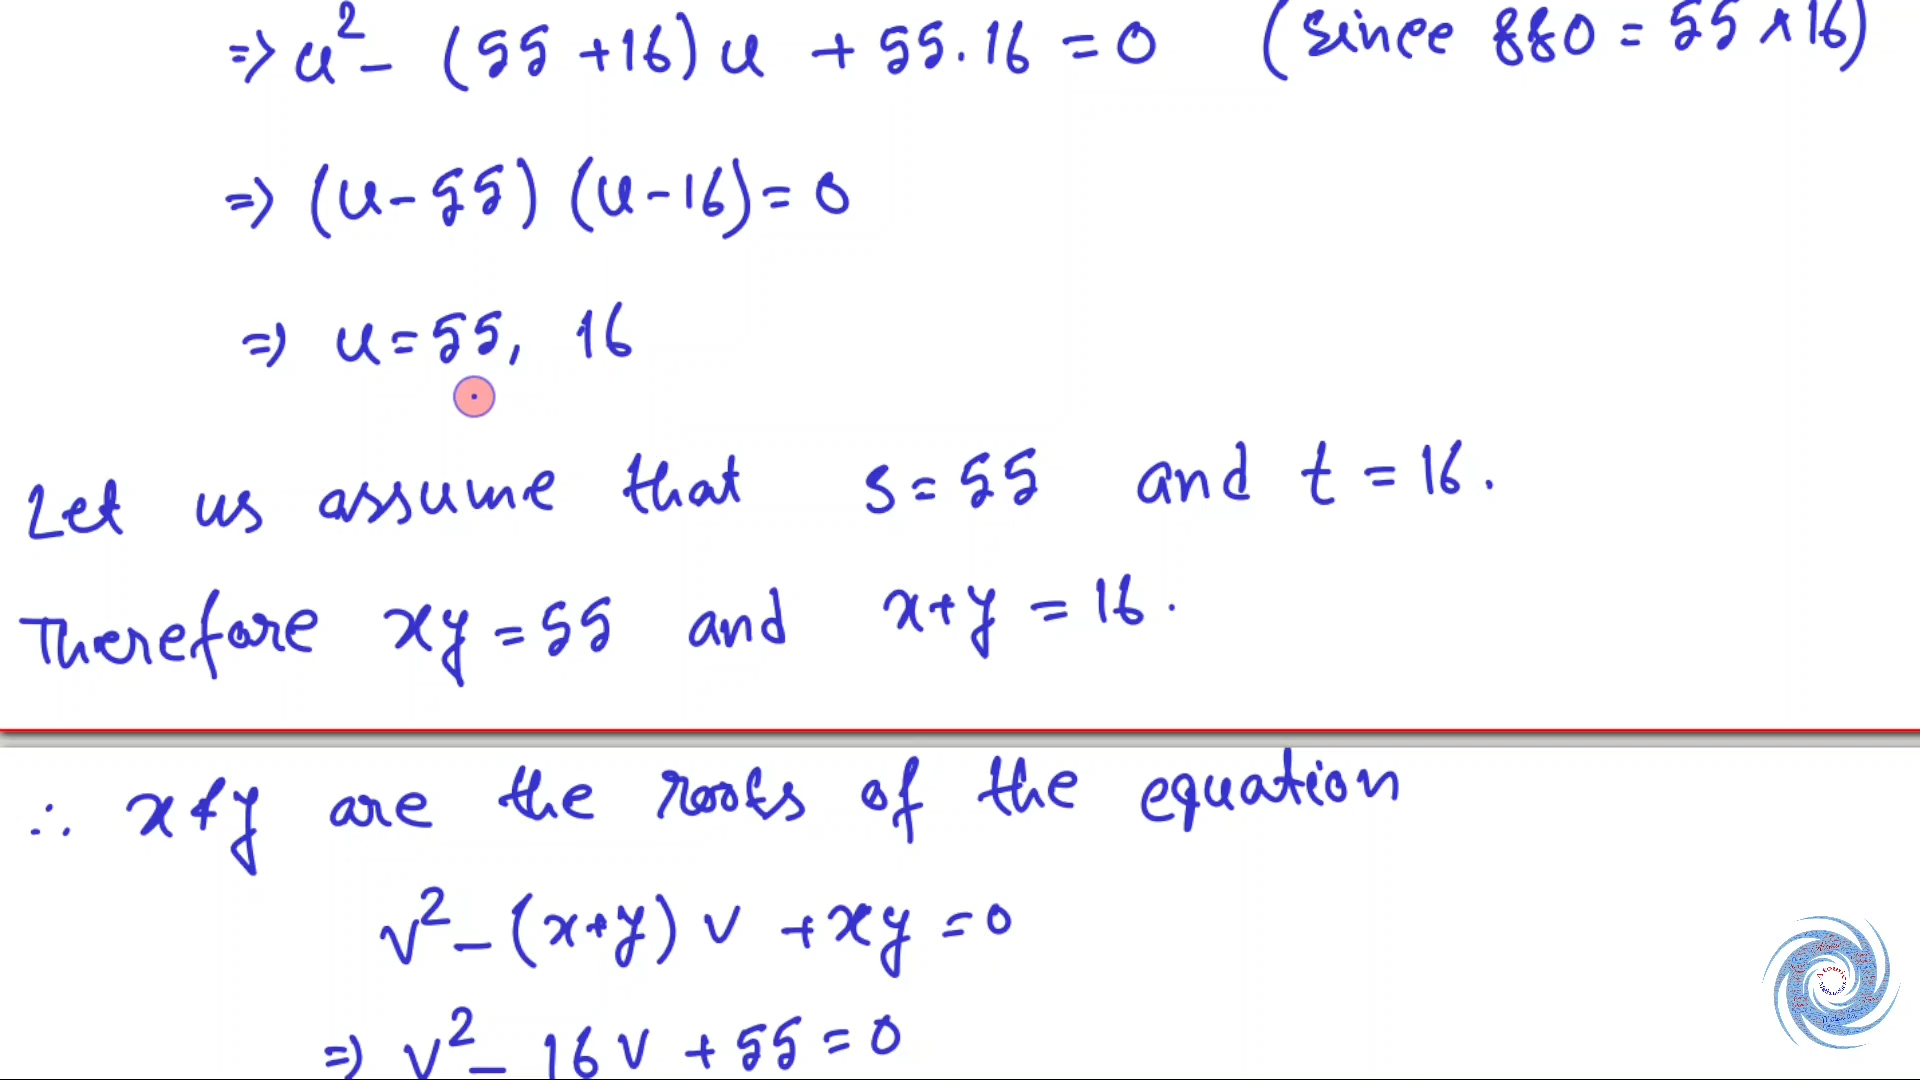 => u² - (55 + 16) u + 55.16 = 0 (Since 880 = 55 × 16)
=> (u - 55) (u - 16) = 0
=> u = 55, 16
Let us assume that s = 55 and t = 16.
Therefore xy = 55 and x + y = 16.
∴ x & y are the roots of the equation
v² - (x + y) v + xy = 0
=> v² - 16v + 55 = 0